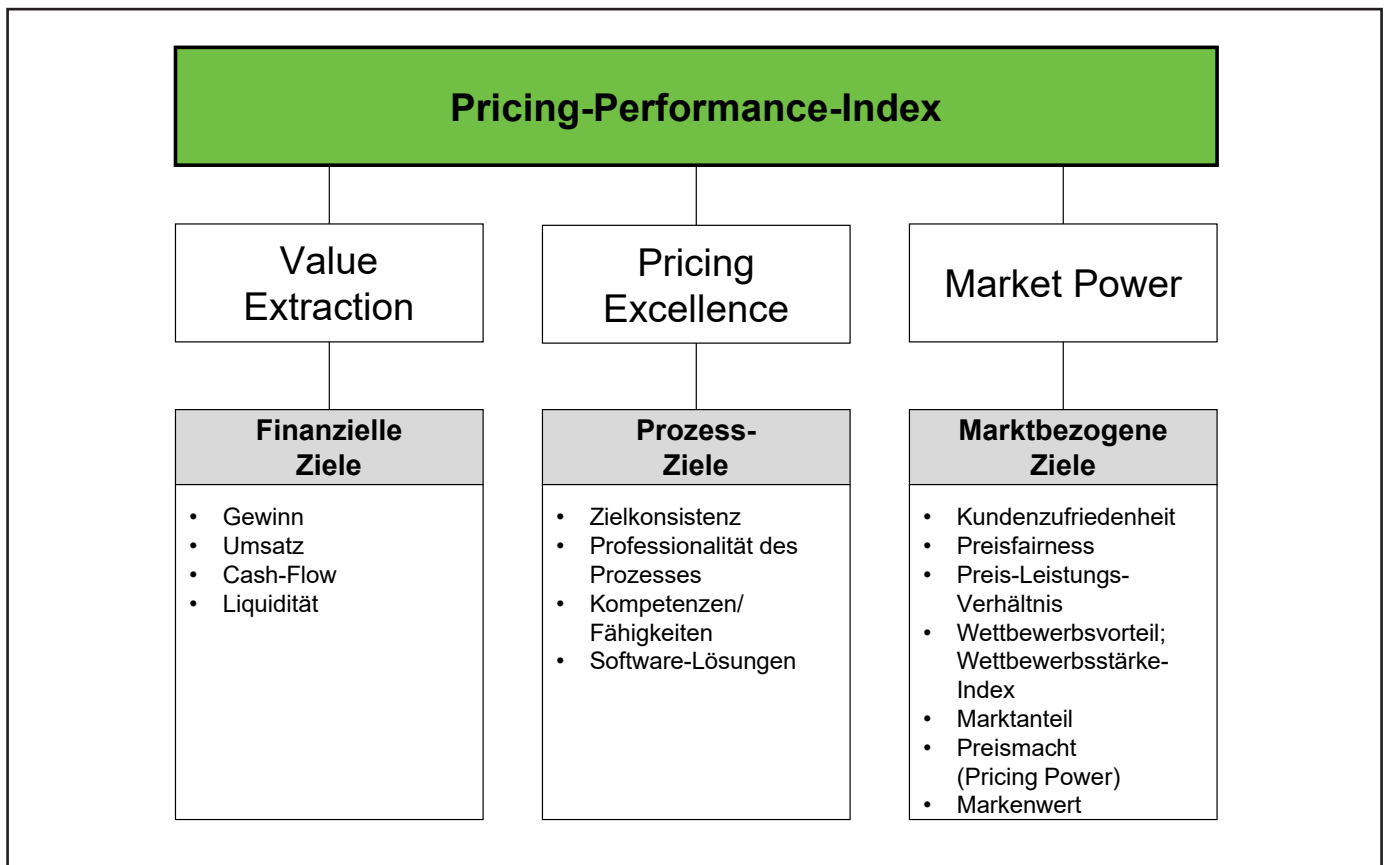 Pricing-Performance-Index
Value
Extraction
Pricing
Excellence
Market Power
Finanzielle
Ziele
• Gewinn
• Umsatz
• Cash-Flow
• Liquidität
Prozess-
Ziele
• Zielkonsistenz
• Professionalität des
Prozesses
• Kompetenzen/
Fähigkeiten
• Software-Lösungen
Marktbezogene
Ziele
• Kundenzufriedenheit
• Preisfairness
• Preis-Leistungs-
Verhältnis
• Wettbewerbsvorteil;
Wettbewerbsstärke-
Index
• Marktanteil
• Preismacht
(Pricing Power)
• Markenwert